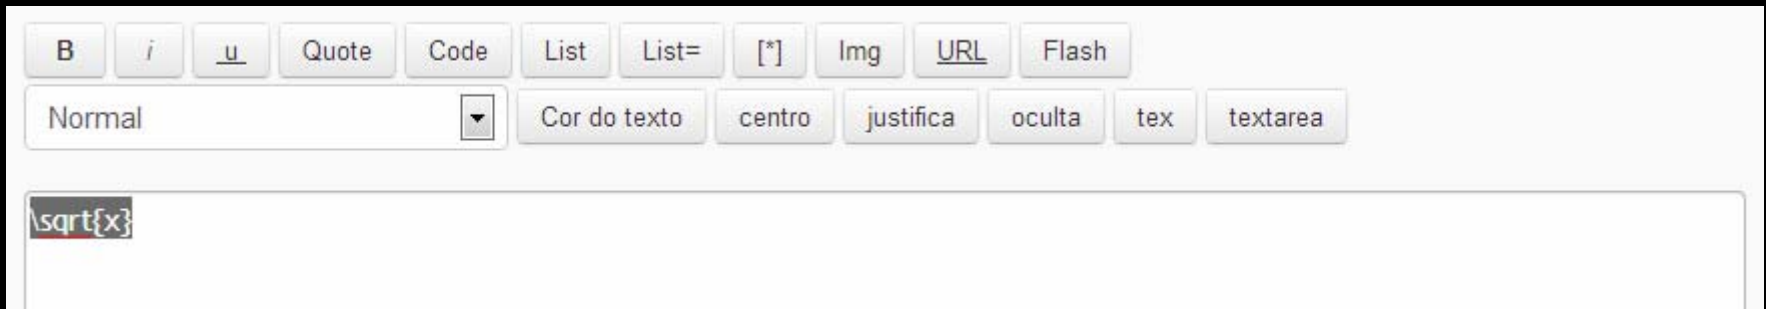 B i u Quote Code List List= [*] Img URL Flash
Normal Cor do texto centro justifica oculta tex textarea
\sqrt{x}